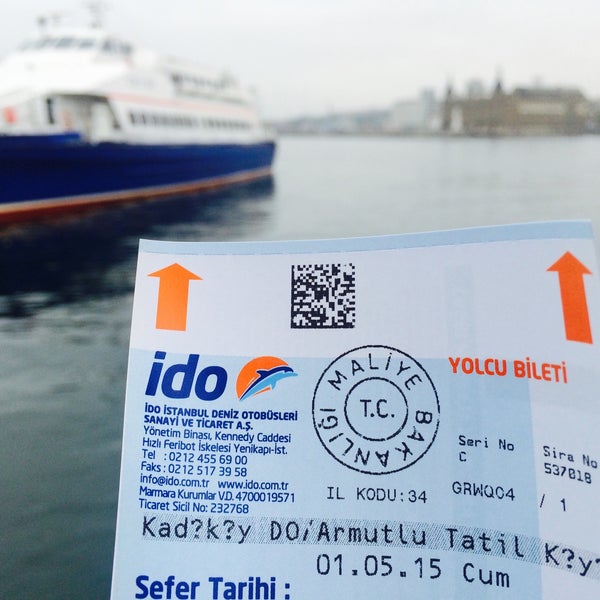 YOLCU BİLETİ
ido
İDO İSTANBUL DENİZ OTOBÜSLERİ
SANAYİ VE TİCARET A.Ş.
Yönetim Binası, Kennedy Caddesi
Hızlı Feribot İskelesi Yenikapı-İst.
Tel : 0212 455 69 00
Faks : 0212 517 39 58
info@ido.com.tr www.ido.com.tr
Marmara Kurumlar V.D. 4700019571
Ticaret Sicil No: 232768
MALİYE BAKANLIĞI
T.C.
IL KODU:34
Seri No
C
GRWQC4
Sira No
537018
/ 1
Kad?k?y DO/Armutlu Tatil K?y?
01.05.15 Cum
Sefer Tarihi :